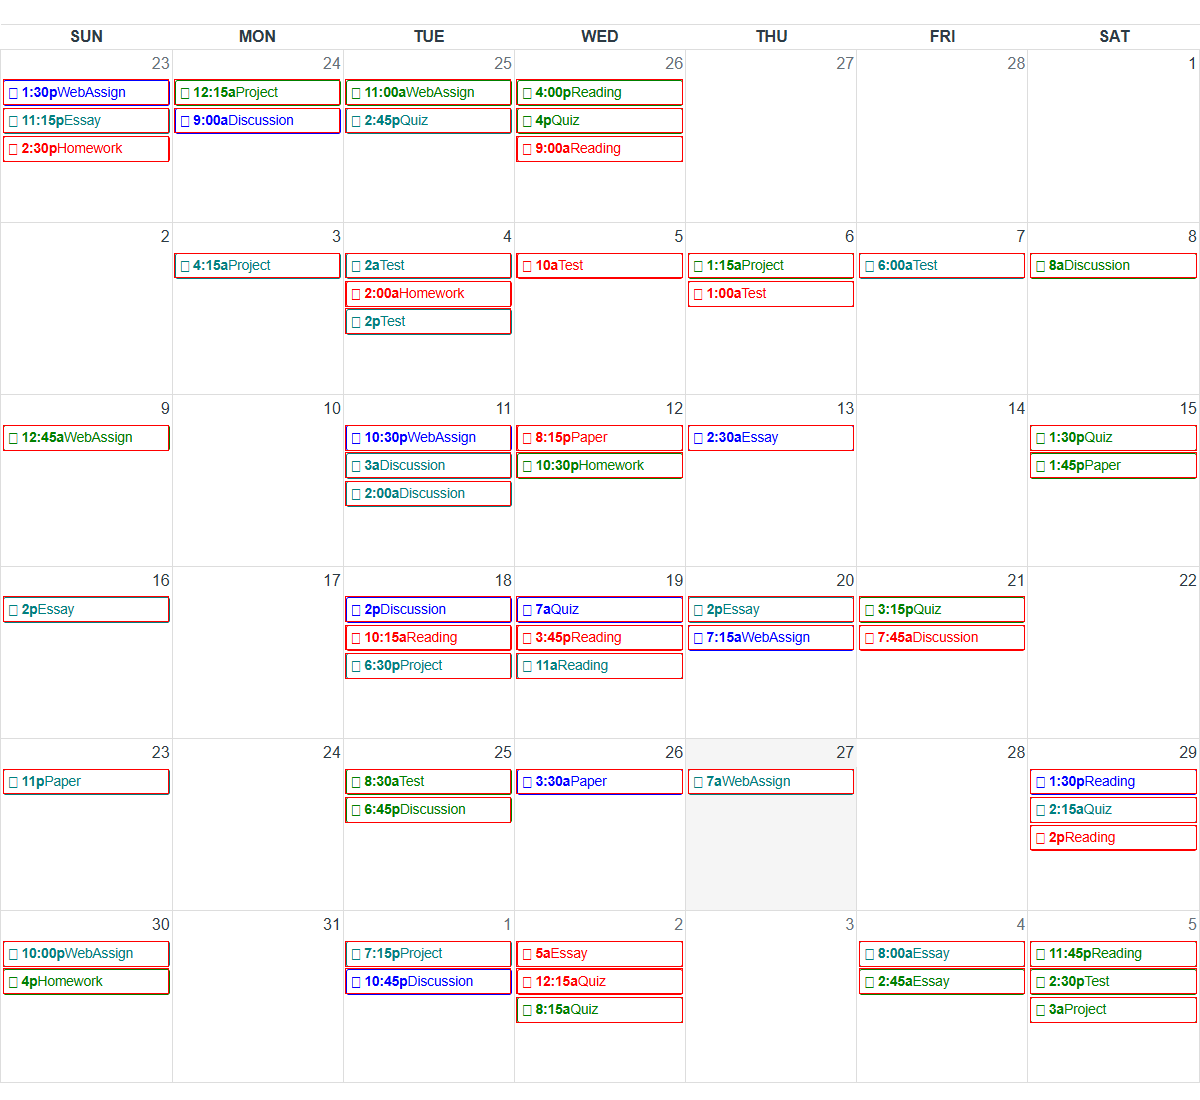 SUN MON TUE WED THU FRI SAT
23 24 25 26 27 28 1
1:30pWebAssign 12:15aProject 11:00aWebAssign 4:00pReading
11:15pEssay 9:00aDiscussion 2:45pQuiz 4pQuiz
2:30pHomework 9:00aReading
2 3 4 5 6 7 8
4:15aProject 2aTest 10aTest 1:15aProject 6:00aTest 8aDiscussion
2:00aHomework 1:00aTest
2pTest
9 10 11 12 13 14 15
12:45aWebAssign 10:30pWebAssign 8:15pPaper 2:30aEssay 1:30pQuiz
3aDiscussion 10:30pHomework 1:45pPaper
2:00aDiscussion
16 17 18 19 20 21 22
2pEssay 2pDiscussion 7aQuiz 2pEssay 3:15pQuiz
10:15aReading 3:45pReading 7:15aWebAssign 7:45aDiscussion
6:30pProject 11aReading
23 24 25 26 27 28 29
11pPaper 8:30aTest 3:30aPaper 7aWebAssign 1:30pReading
6:45pDiscussion 2:15aQuiz
2pReading
30 31 1 2 3 4 5
10:00pWebAssign 7:15pProject 5aEssay 8:00aEssay 11:45pReading
4pHomework 10:45pDiscussion 12:15aQuiz 2:45aEssay 2:30pTest
8:15aQuiz 3aProject